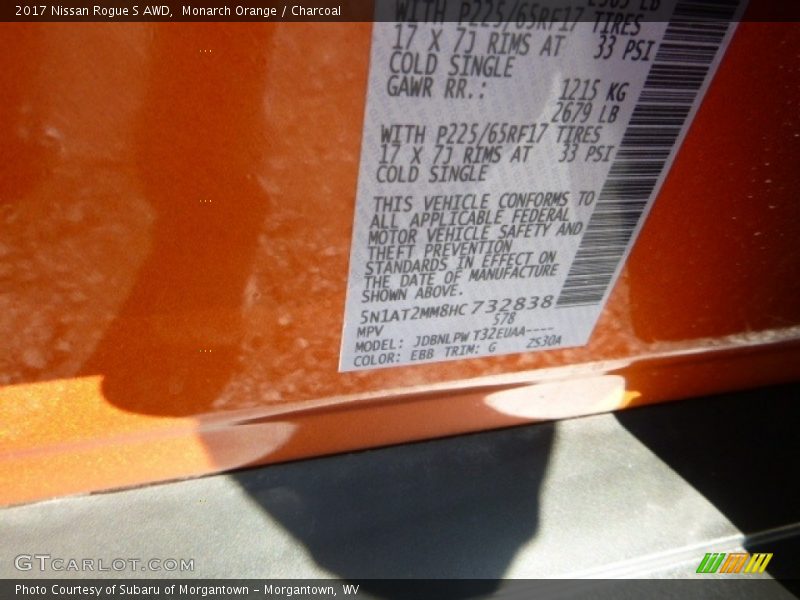 2017 Nissan Rogue S AWD, Monarch Orange / Charcoal
WITH P225/65RF17 TIRES
17 X 7J RIMS AT 33 PSI
COLD SINGLE
GAWR RR.: 1215 KG
2679 LB
WITH P225/65RF17 TIRES
17 X 7J RIMS AT 33 PSI
COLD SINGLE
THIS VEHICLE CONFORMS TO
ALL APPLICABLE FEDERAL
MOTOR VEHICLE SAFETY AND
THEFT PREVENTION
STANDARDS IN EFFECT ON
THE DATE OF MANUFACTURE
SHOWN ABOVE.
5N1AT2MM8HC732838
MPV 578
MODEL: JDBNLPW T32EUAA----
COLOR: EBB TRIM: G ZS30A
GTCARLOT.COM
Photo Courtesy of Subaru of Morgantown - Morgantown, WV